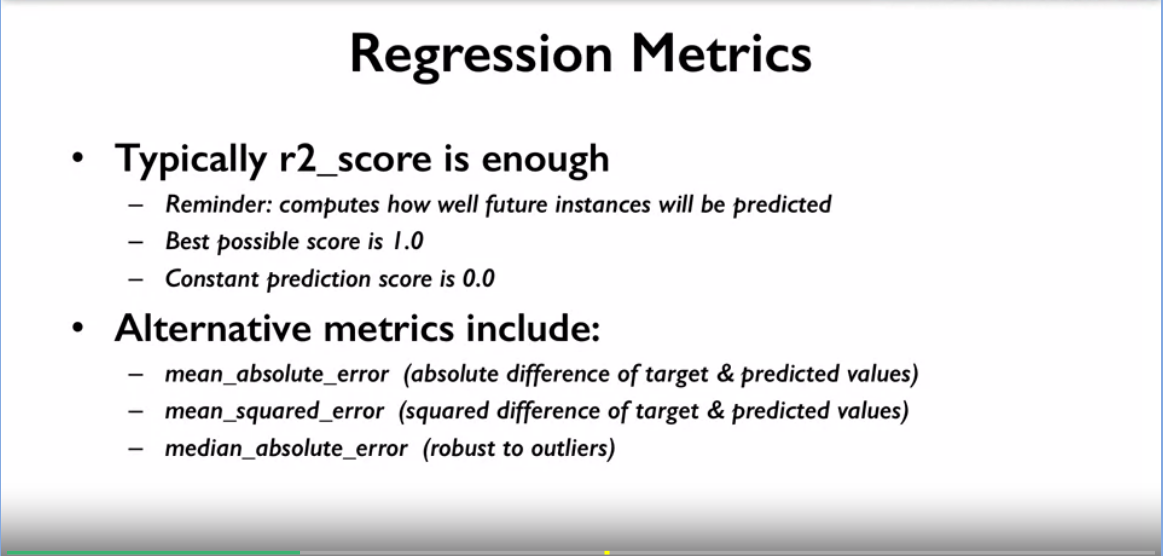 Regression Metrics
• Typically r2_score is enough
– Reminder: computes how well future instances will be predicted
– Best possible score is 1.0
– Constant prediction score is 0.0
• Alternative metrics include:
– mean_absolute_error (absolute difference of target & predicted values)
– mean_squared_error (squared difference of target & predicted values)
– median_absolute_error (robust to outliers)